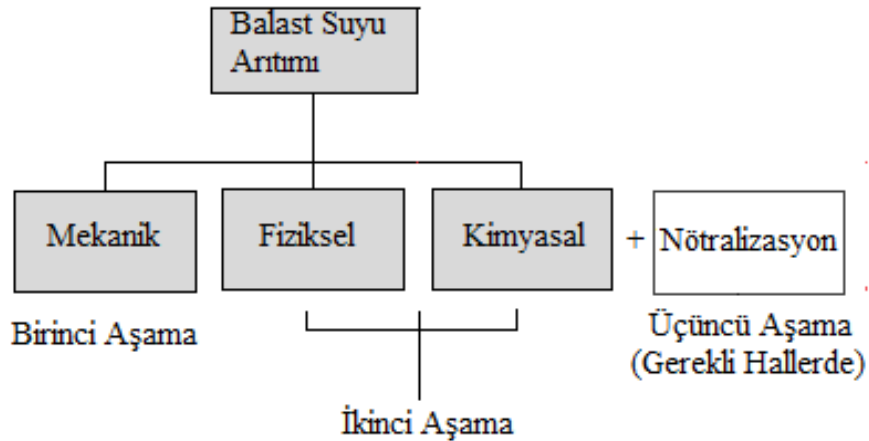 Balast Suyu
Arıtımı
Mekanik
Fiziksel
Kimyasal
+
Nötralizasyon
Birinci Aşama
Üçüncü Aşama
(Gerekli Hallerde)
İkinci Aşama